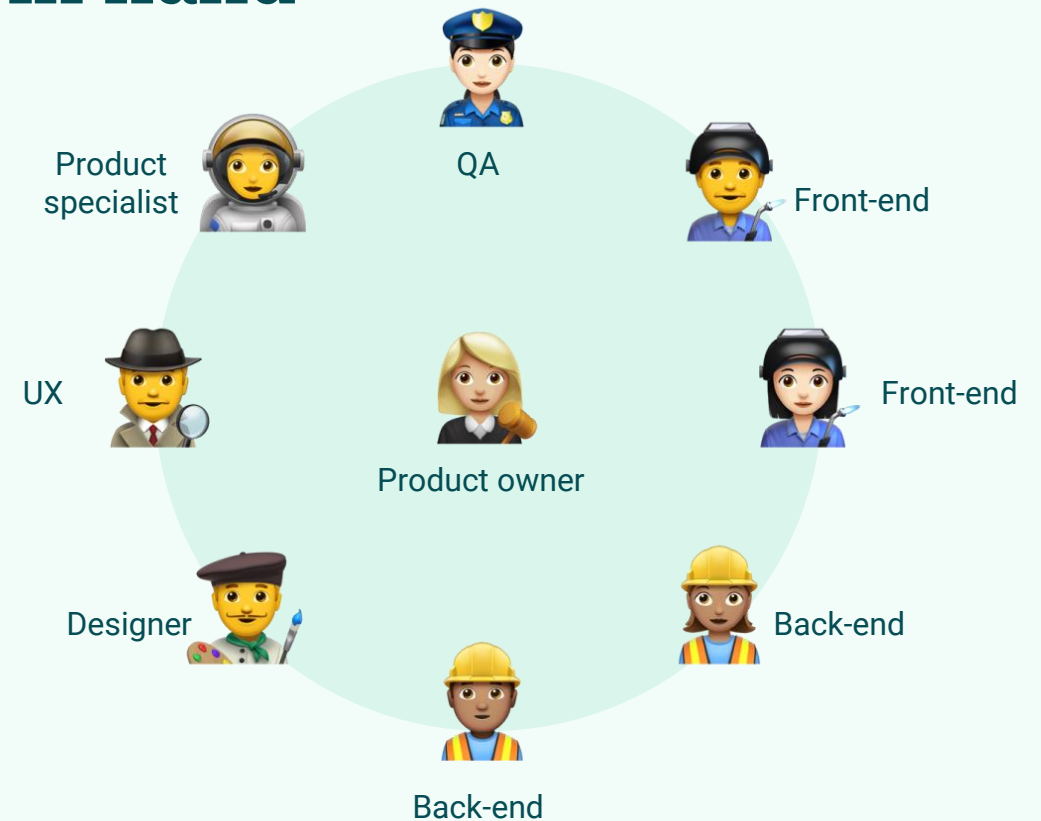 QA
Product
specialist
Front-end
UX
Front-end
Product owner
Designer
Back-end
Back-end